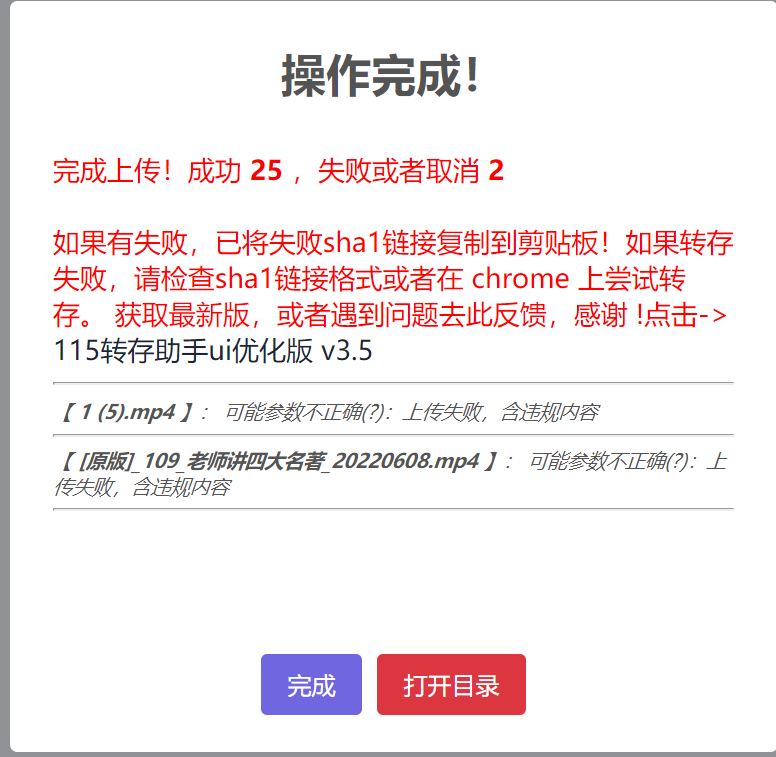 操作完成！
完成上传！成功 25 ，失败或者取消 2
如果有失败，已将失败sha1链接复制到剪贴板！如果转存
失败，请检查sha1链接格式或者在 chrome 上尝试转
存。 获取最新版，或者遇到问题去此反馈，感谢 !点击->
115转存助手ui优化版 v3.5
【 1 (5).mp4 】： 可能参数不正确(?)：上传失败，含违规内容
【 [原版]_109_老师讲四大名著_20220608.mp4 】： 可能参数不正确(?)：上
传失败，含违规内容
完成
打开目录